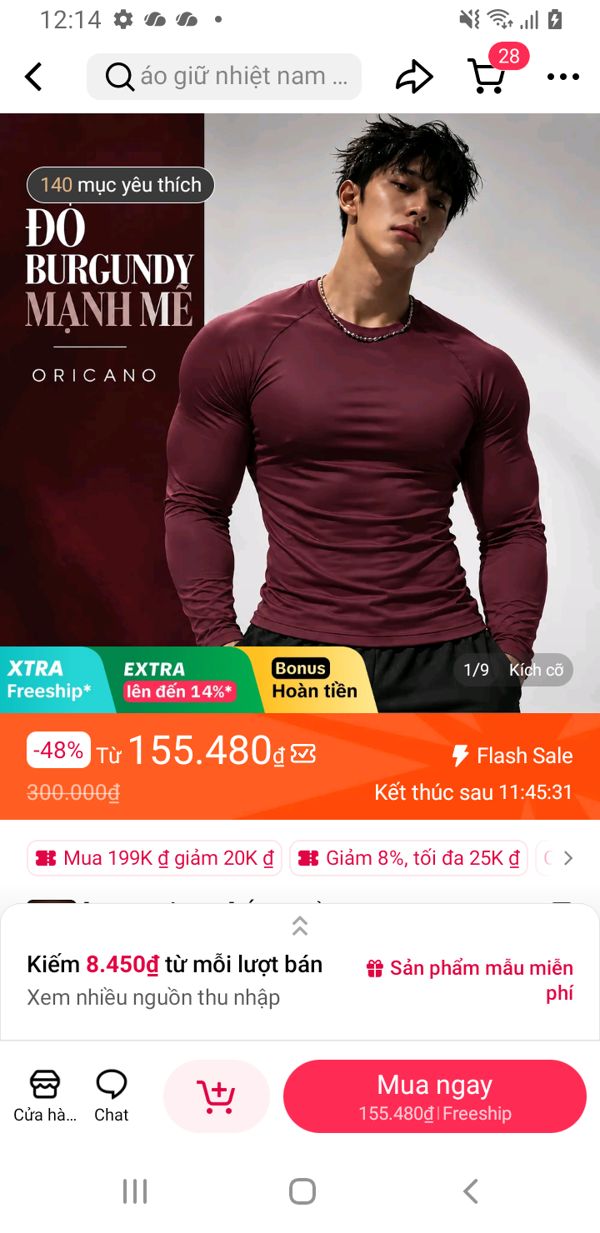 12:14
28
áo giữ nhiệt nam ...
140 mục yêu thích
ĐỎ
BURGUNDY
MẠNH MẼ
ORICANO
XTRA
Freeship*
EXTRA
lên đến 14%*
Bonus
Hoàn tiền
1/9 Kích cỡ
-48% Từ 155.480₫
Flash Sale
300.000₫
Kết thúc sau 11:45:31
Mua 199K ₫ giảm 20K ₫
Giảm 8%, tối đa 25K ₫
Kiếm 8.450₫ từ mỗi lượt bán
Xem nhiều nguồn thu nhập
Sản phẩm mẫu miễn
phí
Cửa hà...
Chat
Mua ngay
155.480₫|Freeship